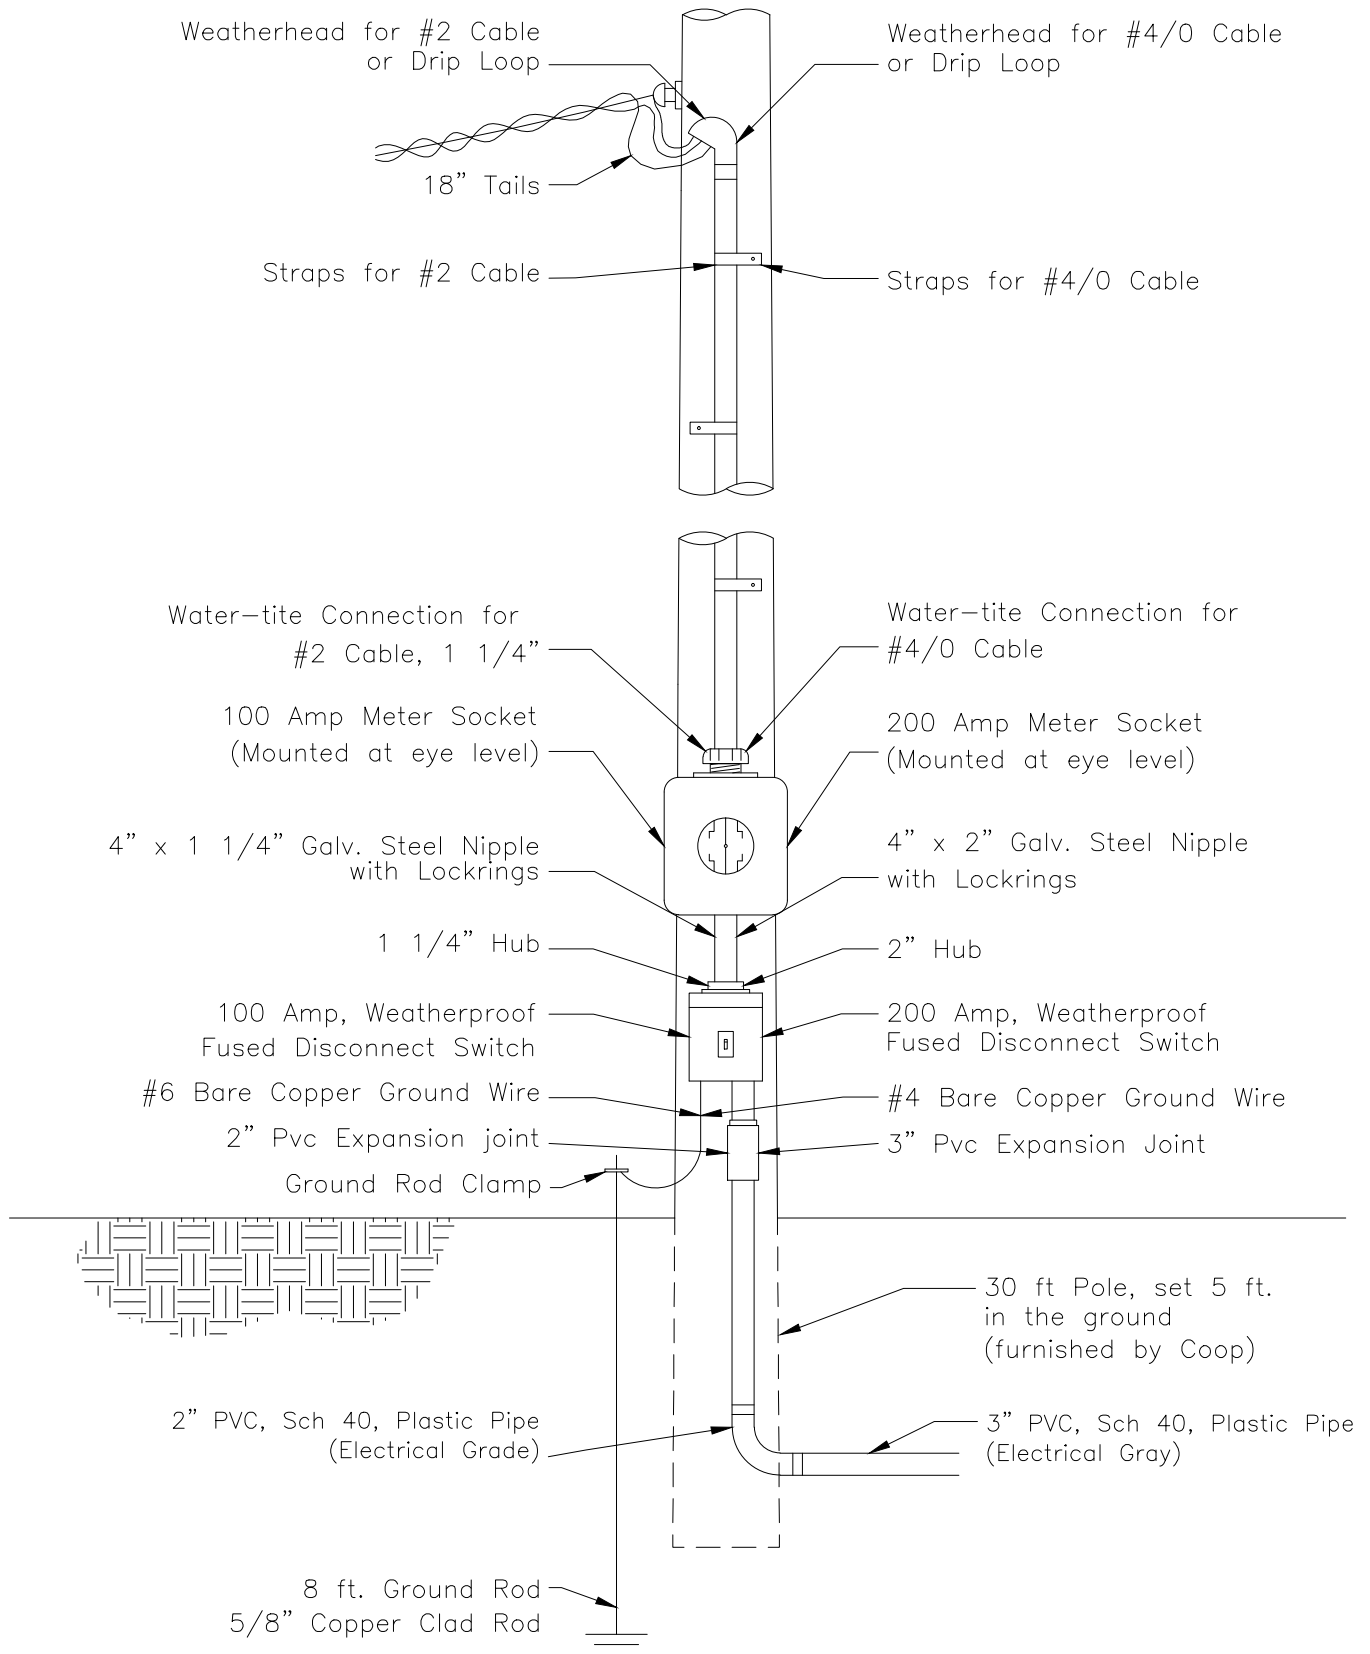 Weatherhead for #2 Cable
or Drip Loop
Weatherhead for #4/0 Cable
or Drip Loop
18” Tails
Straps for #2 Cable
Straps for #4/0 Cable
Water-tite Connection for
#2 Cable, 1 1/4”
Water-tite Connection for
#4/0 Cable
100 Amp Meter Socket
(Mounted at eye level)
200 Amp Meter Socket
(Mounted at eye level)
4” x 1 1/4” Galv. Steel Nipple
with Lockrings
4” x 2” Galv. Steel Nipple
with Lockrings
1 1/4” Hub
2” Hub
100 Amp, Weatherproof
Fused Disconnect Switch
200 Amp, Weatherproof
Fused Disconnect Switch
#6 Bare Copper Ground Wire
#4 Bare Copper Ground Wire
2” Pvc Expansion joint
3” Pvc Expansion Joint
Ground Rod Clamp
30 ft Pole, set 5 ft.
in the ground
(furnished by Coop)
2” PVC, Sch 40, Plastic Pipe
(Electrical Grade)
3” PVC, Sch 40, Plastic Pipe
(Electrical Gray)
8 ft. Ground Rod
5/8” Copper Clad Rod